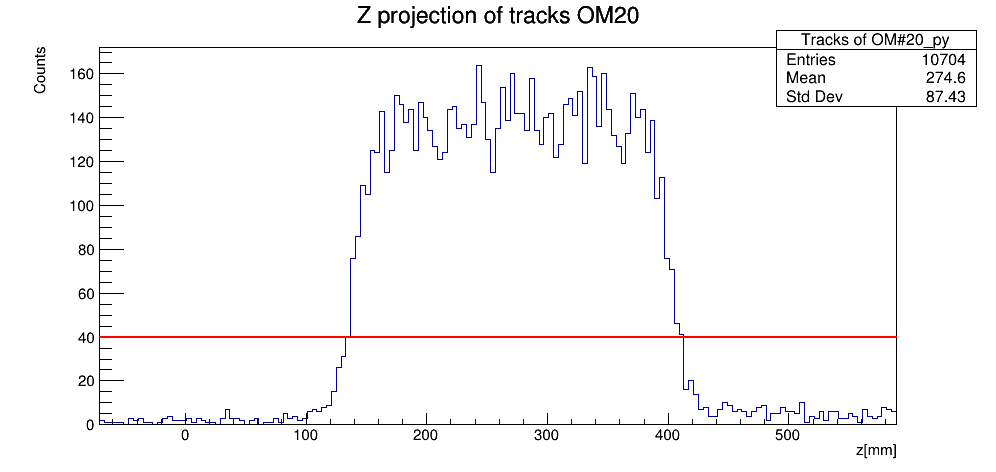 Z projection of tracks OM20
Counts
Tracks of OM#20_py
Entries 10704
Mean 274.6
Std Dev 87.43
160
140
120
100
80
60
40
20
0
0 100 200 300 400 500
z[mm]